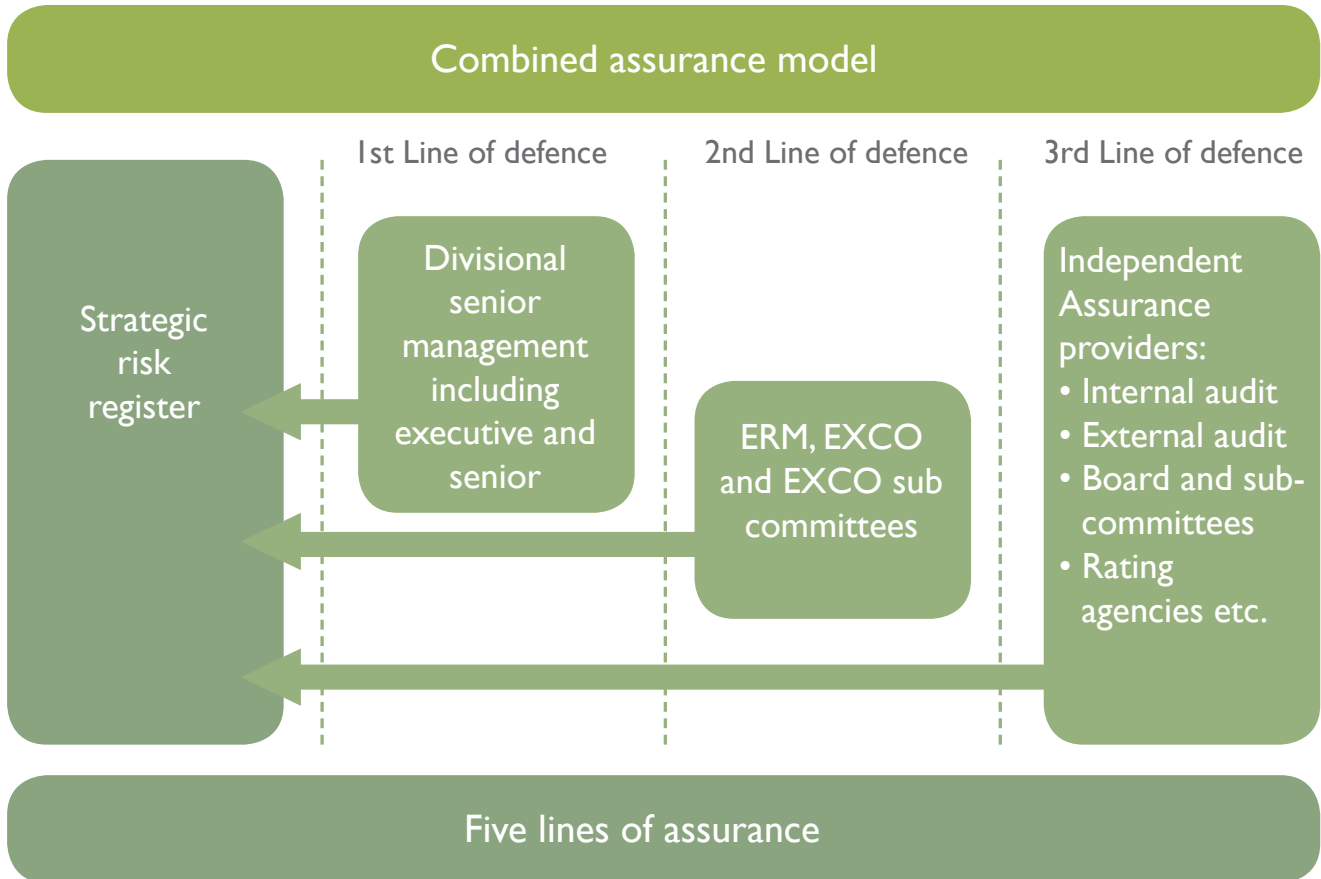 Combined assurance model
1st Line of defence
2nd Line of defence
3rd Line of defence
Strategic
risk
register
Divisional
senior
management
including
executive and
senior
ERM, EXCO
and EXCO sub
committees
Independent
Assurance
providers:
• Internal audit
• External audit
• Board and sub-
committees
• Rating
agencies etc.
Five lines of assurance